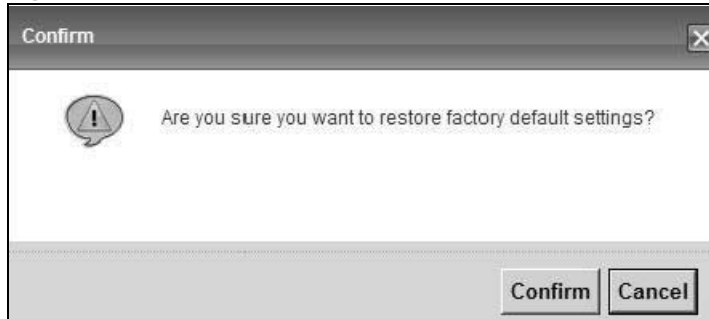 Confirm
Are you sure you want to restore factory default settings?
Confirm Cancel